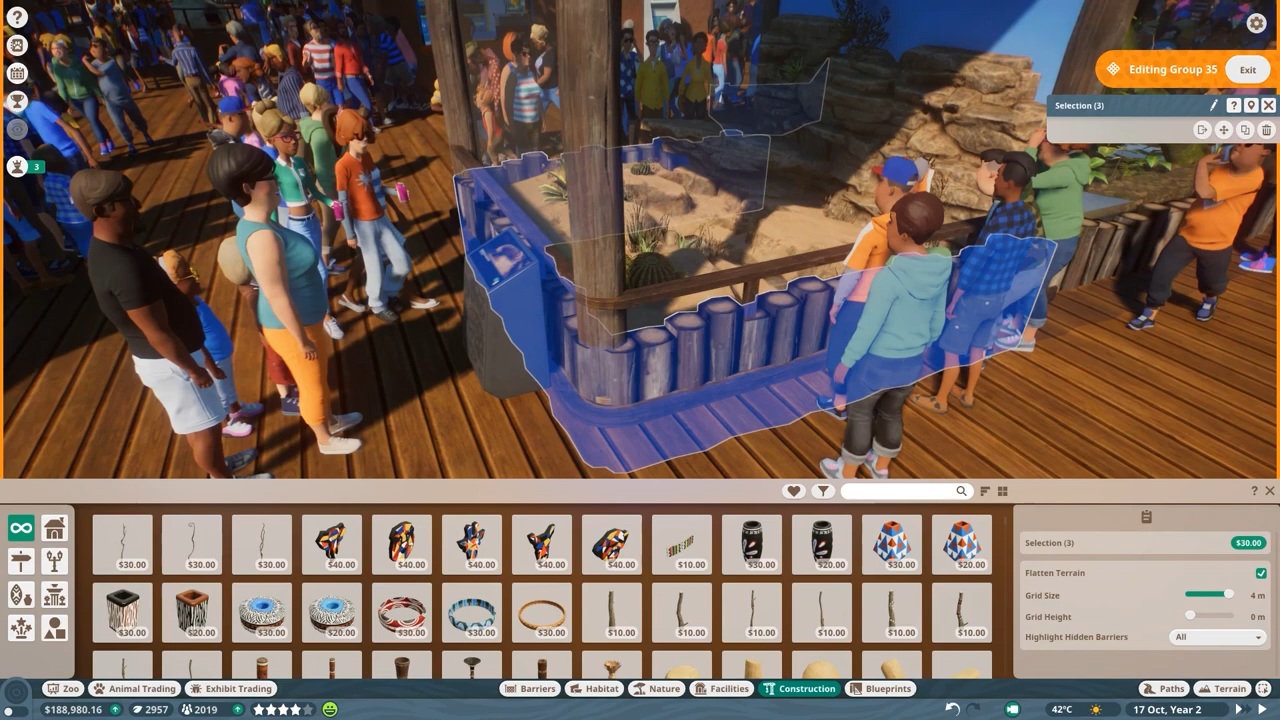 Editing Group 35
Exit
Selection (3)
3
$30.00
$30.00
$30.00
$40.00
$40.00
$40.00
$40.00
$40.00
$10.00
$30.00
$20.00
$30.00
$20.00
$30.00
$20.00
$30.00
$20.00
$30.00
$30.00
$30.00
$10.00
$10.00
$10.00
$10.00
$10.00
$10.00
Selection (3)
$30.00
Flatten Terrain
Grid Size
4 m
Grid Height
0 m
Highlight Hidden Barriers
All
Zoo
Animal Trading
Exhibit Trading
Barriers
Habitat
Nature
Facilities
Construction
Blueprints
Paths
Terrain
$188,980.16
2957
2019
42°C
17 Oct, Year 2